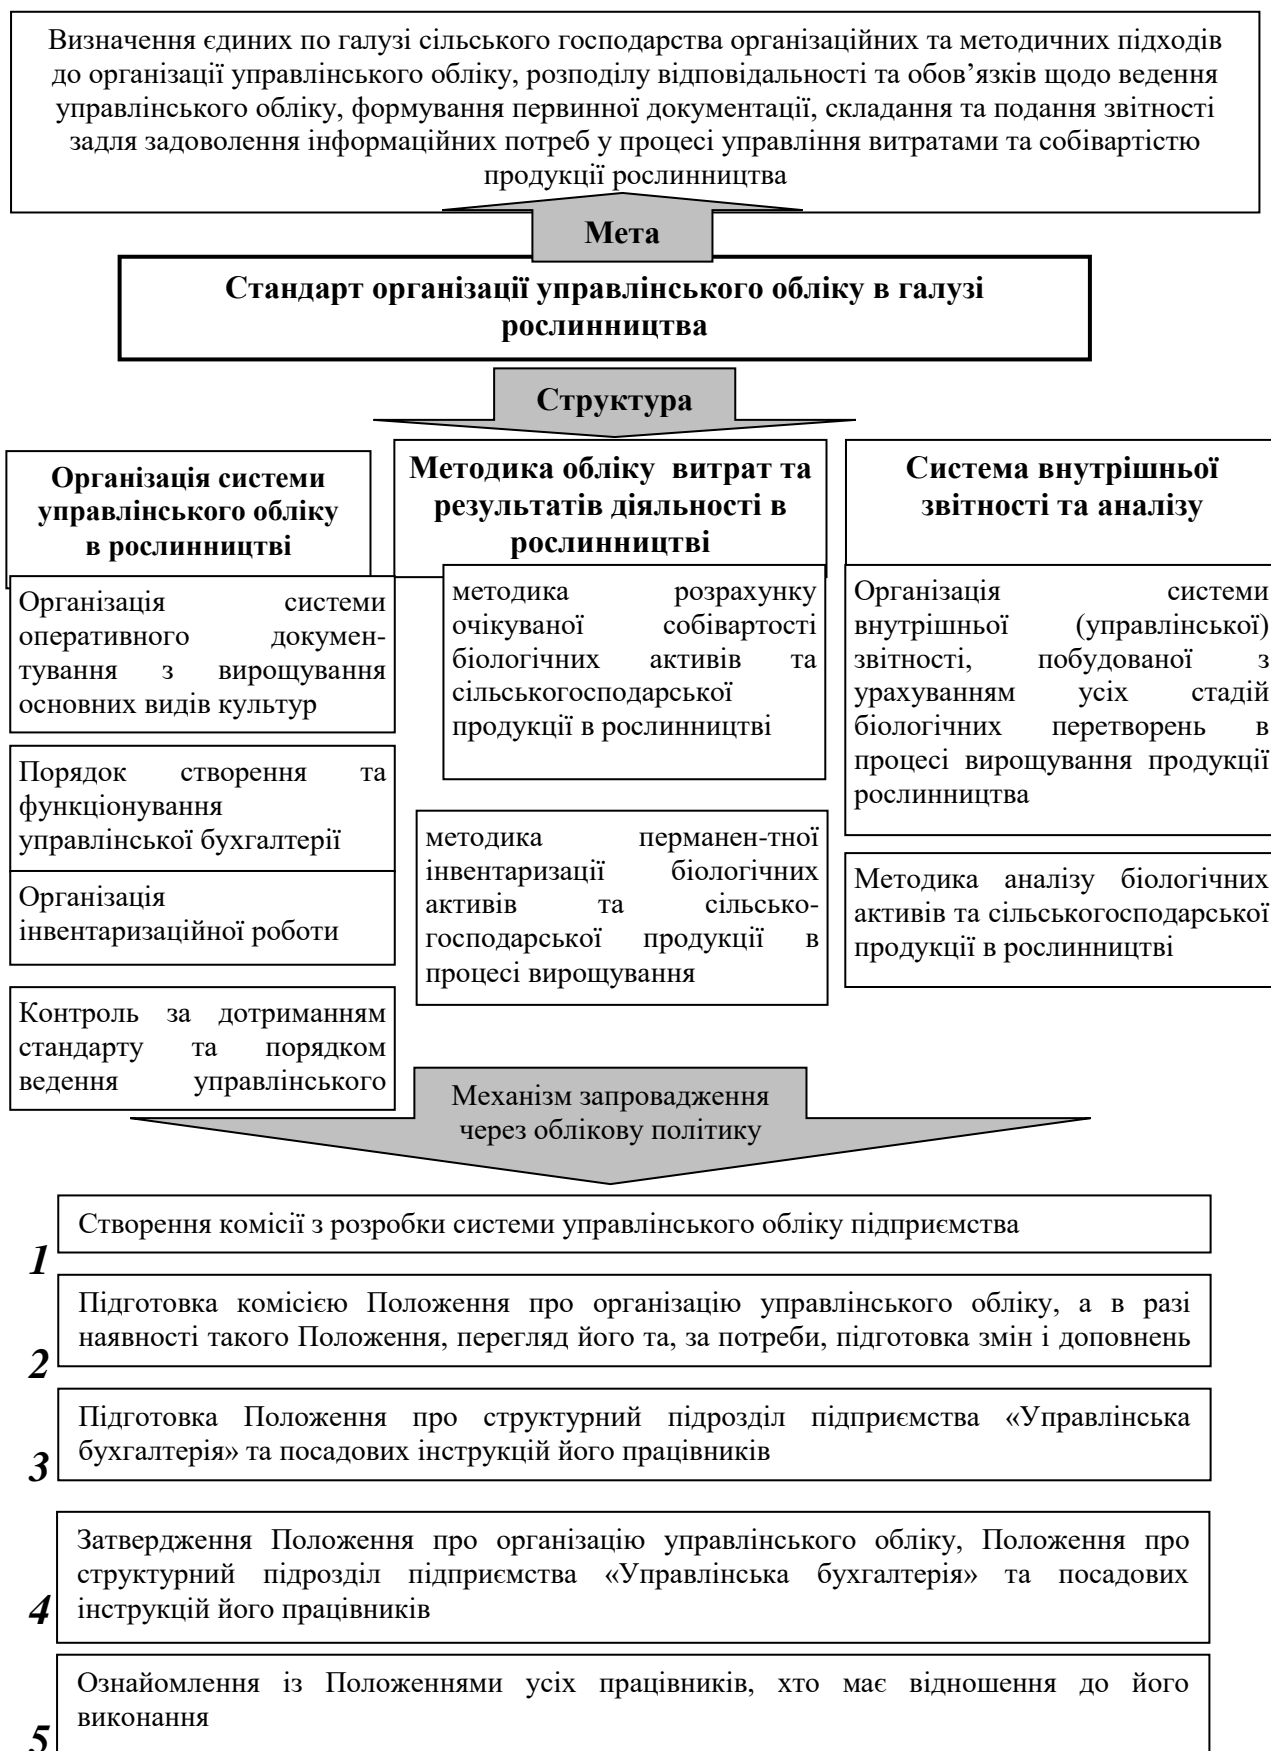 Визначення єдиних по галузі сільського господарства організаційних та методичних підходів
до організації управлінського обліку, розподілу відповідальності та обов’язків щодо ведення
управлінського обліку, формування первинної документації, складання та подання звітності
задля задоволення інформаційних потреб у процесі управління витратами та собівартістю
продукції рослинництва
Мета
Стандарт організації управлінського обліку в галузі
рослинництва
Структура
Організація системи
управлінського обліку
в рослинництві
Організація системи
оперативного докумен-
тування з вирощування
основних видів культур
Порядок створення та
функціонування
управлінської бухгалтерії
Організація
інвентаризаційної роботи
Контроль за дотриманням
стандарту та порядком
ведення управлінського
Методика обліку витрат та
результатів діяльності в
рослинництві
методика розрахунку
очікуваної собівартості
біологічних активів та
сільськогосподарської
продукції в рослинництві
методика перманен-тної
інвентаризації біологічних
активів та сільсько-
господарської продукції в
процесі вирощування
Система внутрішньої
звітності та аналізу
Організація системи
внутрішньої (управлінської)
звітності, побудованої з
урахуванням усіх стадій
біологічних перетворень в
процесі вирощування продукції
рослинництва
Методика аналізу біологічних
активів та сільськогосподарської
продукції в рослинництві
Механізм запровадження
через облікову політику
1
Створення комісії з розробки системи управлінського обліку підприємства
2
Підготовка комісією Положення про організацію управлінського обліку, а в разі
наявності такого Положення, перегляд його та, за потреби, підготовка змін і доповнень
3
Підготовка Положення про структурний підрозділ підприємства «Управлінська
бухгалтерія» та посадових інструкцій його працівників
4
Затвердження Положення про організацію управлінського обліку, Положення про
структурний підрозділ підприємства «Управлінська бухгалтерія» та посадових
інструкцій його працівників
5
Ознайомлення із Положеннями усіх працівників, хто має відношення до його
виконання